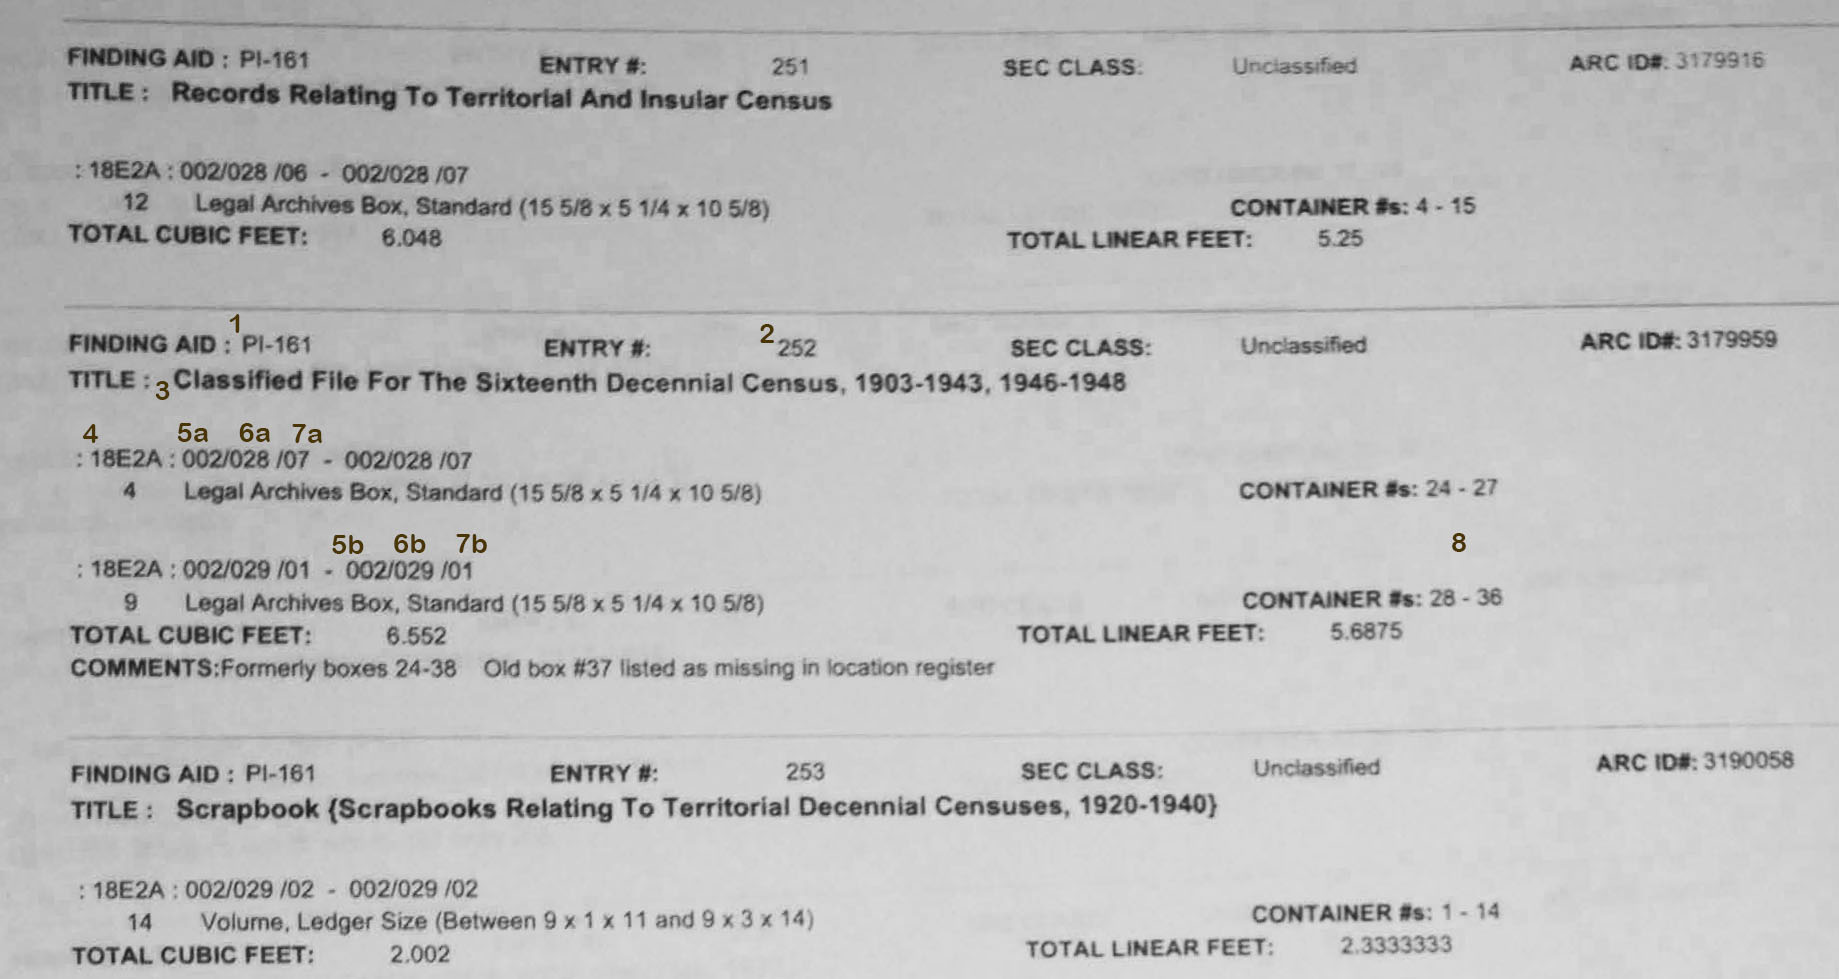 FINDING AID : PI-161 ENTRY #: 251 SEC CLASS: Unclassified ARC ID#: 3179916
TITLE : Records Relating To Territorial And Insular Census
: 18E2A : 002/028 /06 - 002/028 /07
12 Legal Archives Box, Standard (15 5/8 x 5 1/4 x 10 5/8) CONTAINER #s: 4 - 15
TOTAL CUBIC FEET: 6.048 TOTAL LINEAR FEET: 5.25
1 2
FINDING AID : PI-161 ENTRY #: 252 SEC CLASS: Unclassified ARC ID#: 3179959
TITLE : 3 Classified File For The Sixteenth Decennial Census, 1903-1943, 1946-1948
4 5a 6a 7a
: 18E2A : 002/028 /07 - 002/028 /07
4 Legal Archives Box, Standard (15 5/8 x 5 1/4 x 10 5/8) CONTAINER #s: 24 - 27
5b 6b 7b 8
: 18E2A : 002/029 /01 - 002/029 /01
9 Legal Archives Box, Standard (15 5/8 x 5 1/4 x 10 5/8) CONTAINER #s: 28 - 36
TOTAL CUBIC FEET: 6.552 TOTAL LINEAR FEET: 5.6875
COMMENTS:Formerly boxes 24-38 Old box #37 listed as missing in location register
FINDING AID : PI-161 ENTRY #: 253 SEC CLASS: Unclassified ARC ID#: 3190058
TITLE : Scrapbook {Scrapbooks Relating To Territorial Decennial Censuses, 1920-1940}
: 18E2A : 002/029 /02 - 002/029 /02
14 Volume, Ledger Size (Between 9 x 1 x 11 and 9 x 3 x 14) CONTAINER #s: 1 - 14
TOTAL CUBIC FEET: 2.002 TOTAL LINEAR FEET: 2.3333333